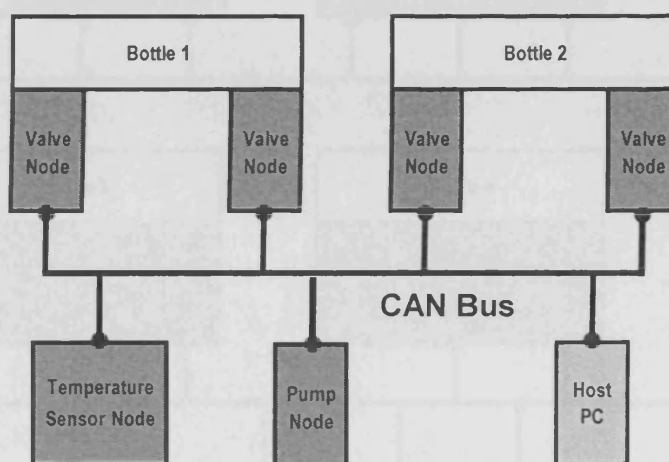 Bottle 1
Bottle 2
Valve
Node
Valve
Node
Valve
Node
Valve
Node
CAN Bus
Temperature
Sensor Node
Pump
Node
Host
PC